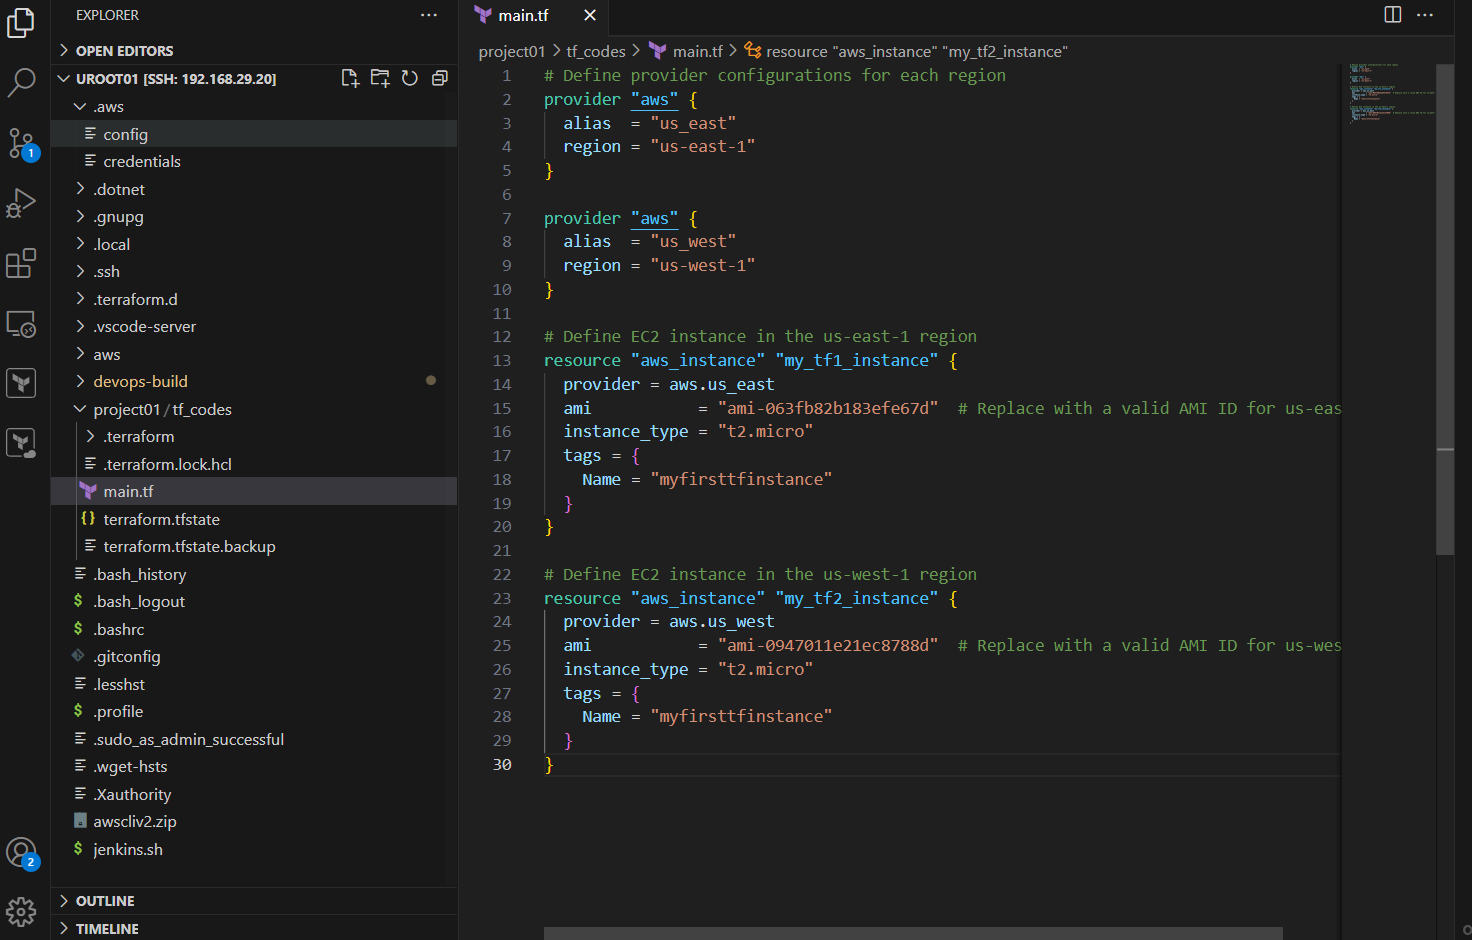 EXPLORER
OPEN EDITORS
UROOT01 [SSH: 192.168.29.20]
.aws
config
credentials
.dotnet
.gnupg
.local
.ssh
.terraform.d
.vscode-server
aws
devops-build
project01 / tf_codes
.terraform
.terraform.lock.hcl
main.tf
terraform.tfstate
terraform.tfstate.backup
.bash_history
.bash_logout
.bashrc
.gitconfig
.lesshst
.profile
.sudo_as_admin_successful
.wget-hsts
.Xauthority
awscliv2.zip
jenkins.sh
OUTLINE
TIMELINE
1
2
main.tf
project01 > tf_codes > main.tf > resource "aws_instance" "my_tf2_instance"
1 # Define provider configurations for each region
2 provider "aws" {
3   alias  = "us_east"
4   region = "us-east-1"
5 }
6
7 provider "aws" {
8   alias  = "us_west"
9   region = "us-west-1"
10 }
11
12 # Define EC2 instance in the us-east-1 region
13 resource "aws_instance" "my_tf1_instance" {
14   provider = aws.us_east
15   ami           = "ami-063fb82b183efe67d"  # Replace with a valid AMI ID for us-eas
16   instance_type = "t2.micro"
17   tags = {
18     Name = "myfirsttfinstance"
19   }
20 }
21
22 # Define EC2 instance in the us-west-1 region
23 resource "aws_instance" "my_tf2_instance" {
24   provider = aws.us_west
25   ami           = "ami-0947011e21ec8788d"  # Replace with a valid AMI ID for us-wes
26   instance_type = "t2.micro"
27   tags = {
28     Name = "myfirsttfinstance"
29   }
30 }